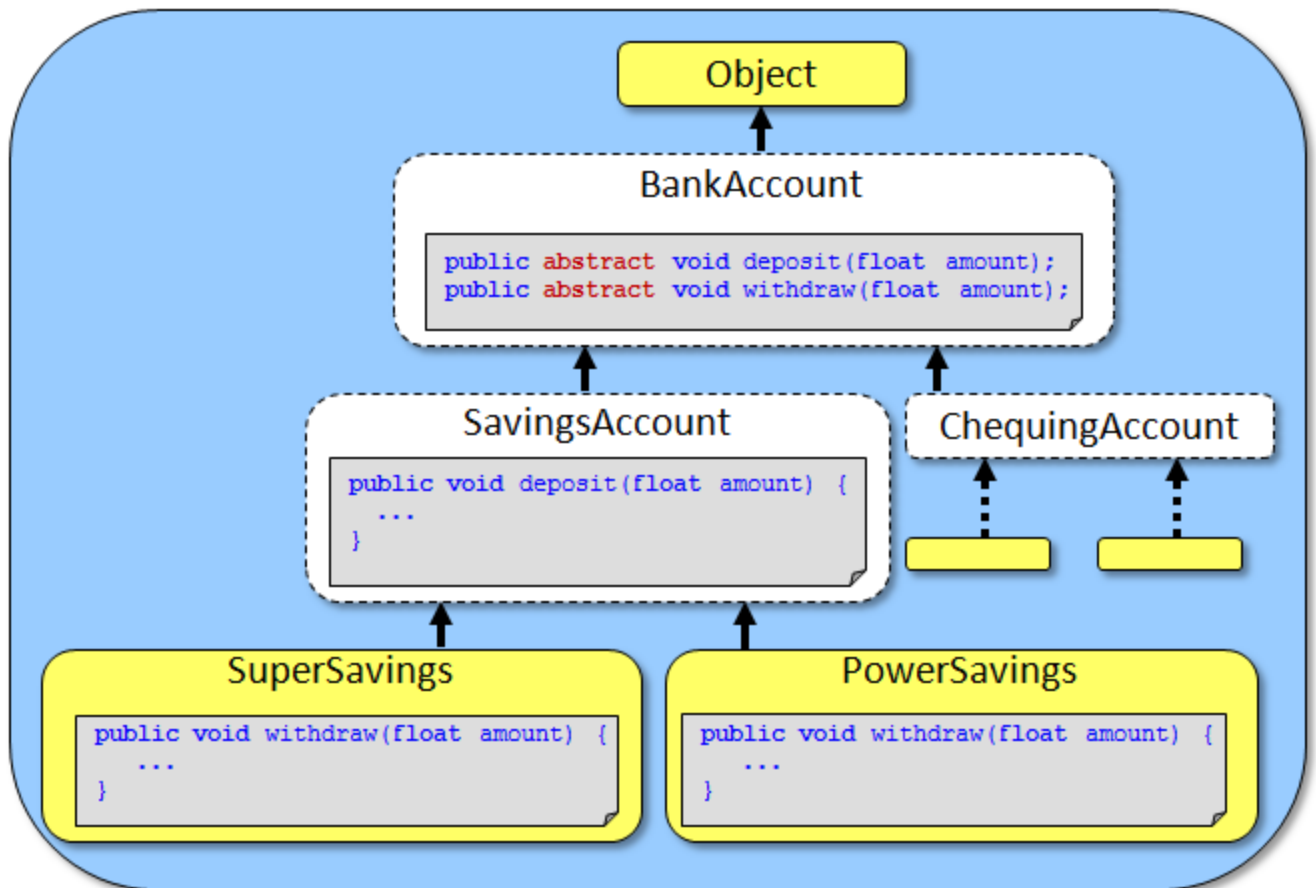 Object
BankAccount
public abstract void deposit(float amount);
public abstract void withdraw(float amount);
SavingsAccount
public void deposit(float amount) {
...
}
ChequingAccount
SuperSavings
public void withdraw(float amount) {
...
}
PowerSavings
public void withdraw(float amount) {
...
}